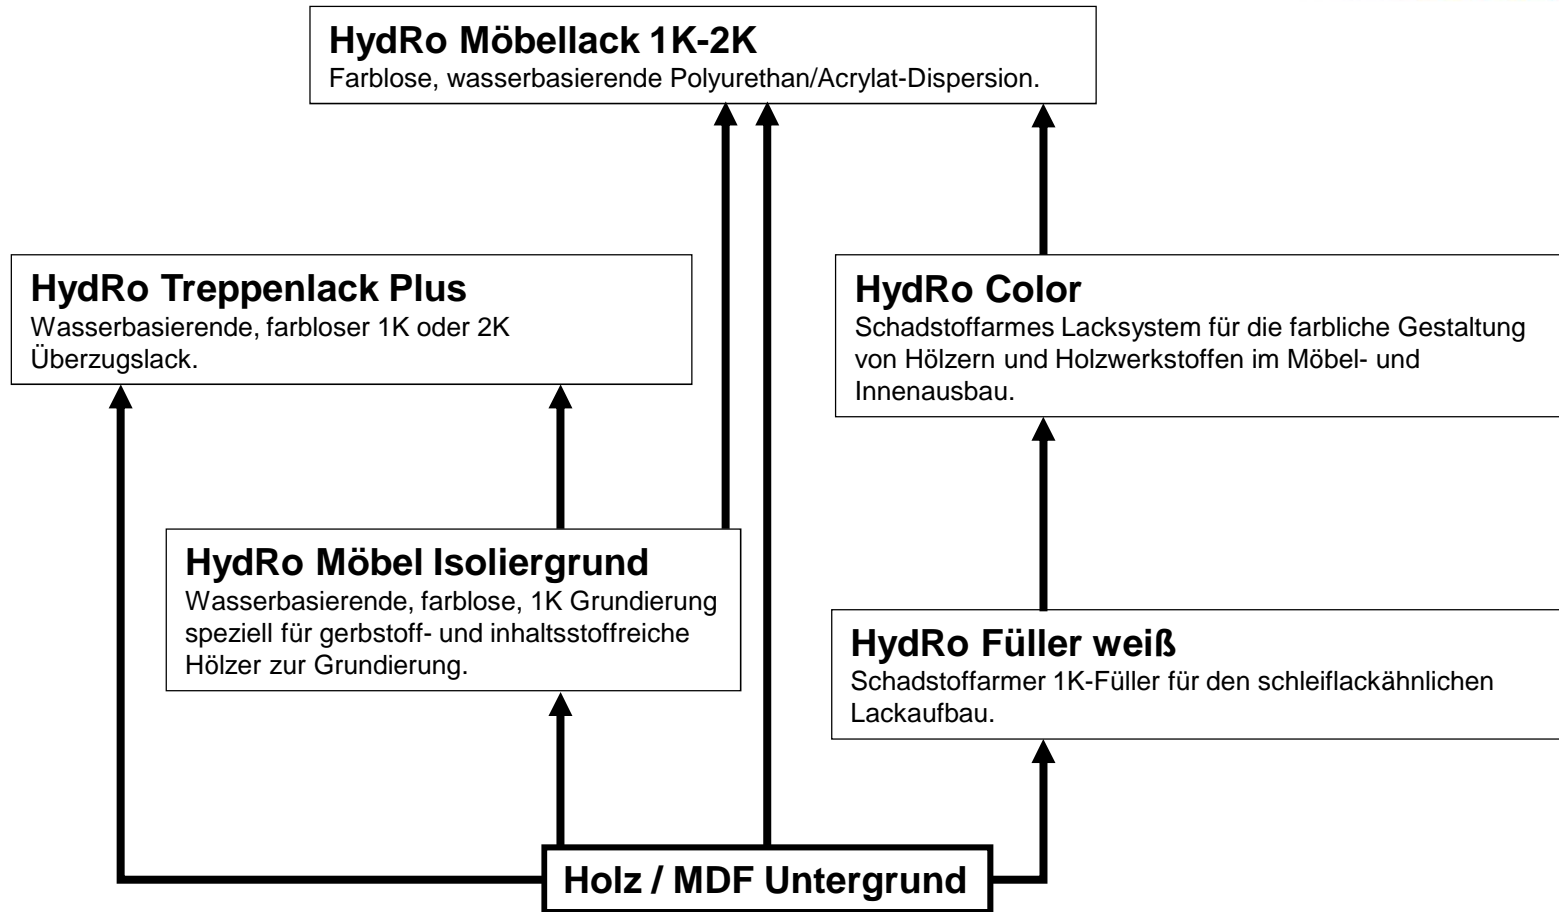 HydRo Möbellack 1K-2K
Farblose, wasserbasierende Polyurethan/Acrylat-Dispersion.
HydRo Treppenlack Plus
Wasserbasierende, farbloser 1K oder 2K
Überzugslack.
HydRo Color
Schadstoffarmes Lacksystem für die farbliche Gestaltung
von Hölzern und Holzwerkstoffen im Möbel- und
Innenausbau.
HydRo Möbel Isoliergrund
Wasserbasierende, farblose, 1K Grundierung
speziell für gerbstoff- und inhaltsstoffreiche
Hölzer zur Grundierung.
HydRo Füller weiß
Schadstoffarmer 1K-Füller für den schleiflackähnlichen
Lackaufbau.
Holz / MDF Untergrund